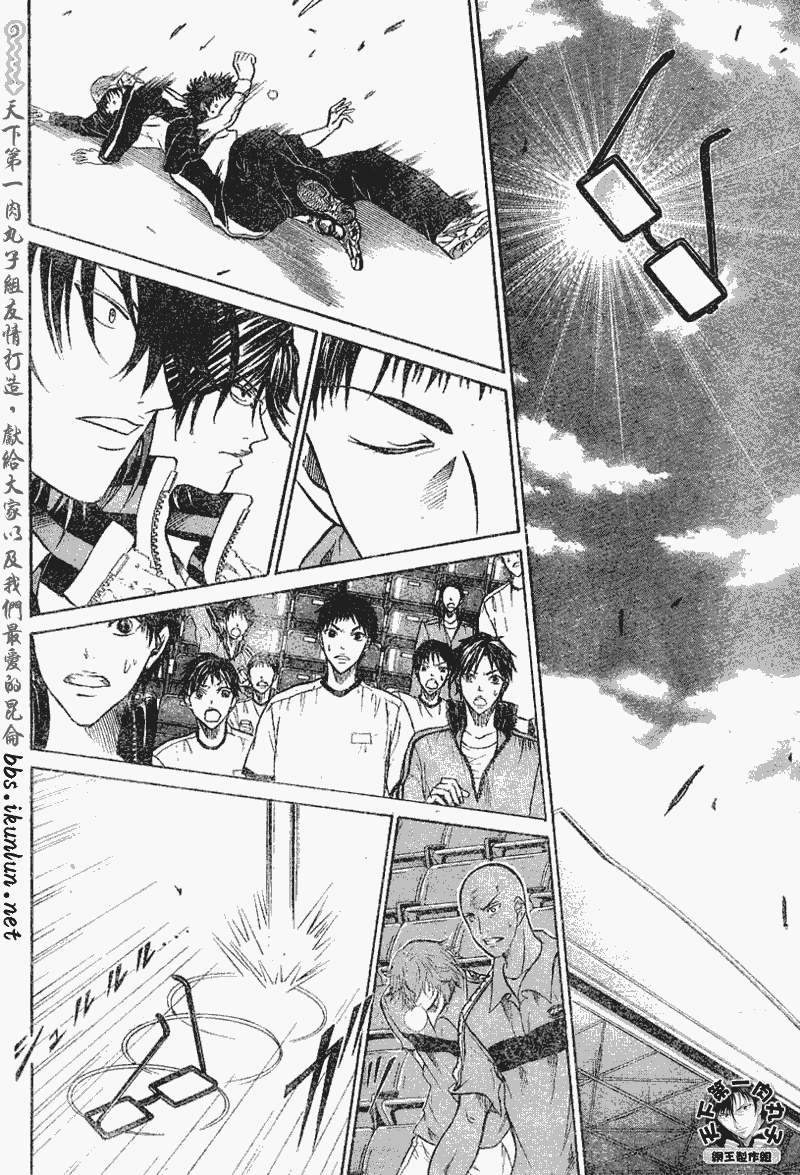 天下第一肉丸子組友情打造，獻給大家以及我們最愛的昆侖
bbs.ikunlun.net
シュルルルル....
ガ
天下第一肉丸子
網王製作組